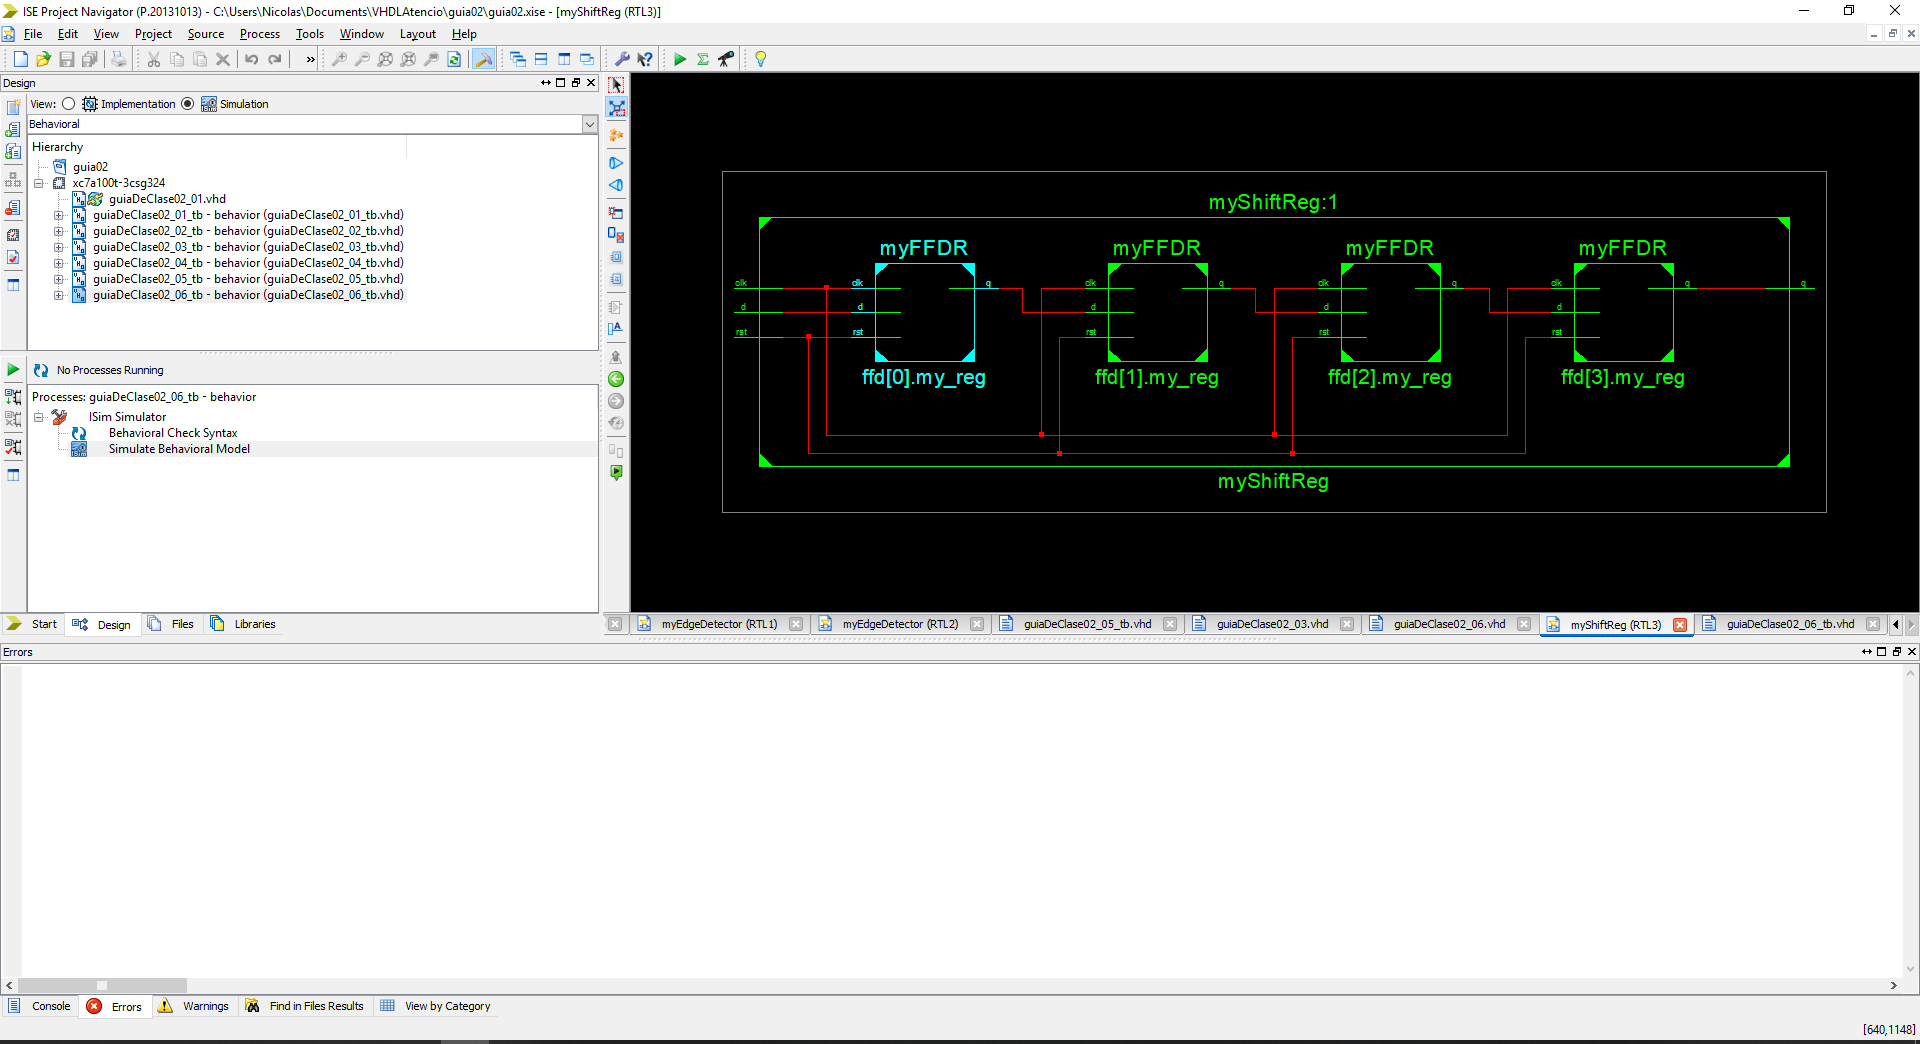 ISE Project Navigator (P.20131013) - C:\Users\Nicolas\Documents\VHDLAtencio\guia02\guia02.xise - [myShiftReg (RTL3)]
File Edit View Project Source Process Tools Window Layout Help
Design
View: Implementation Simulation
Behavioral
Hierarchy
guia02
xc7a100t-3csg324
guiaDeClase02_01.vhd
guiaDeClase02_01_tb - behavior (guiaDeClase02_01_tb.vhd)
guiaDeClase02_02_tb - behavior (guiaDeClase02_02_tb.vhd)
guiaDeClase02_03_tb - behavior (guiaDeClase02_03_tb.vhd)
guiaDeClase02_04_tb - behavior (guiaDeClase02_04_tb.vhd)
guiaDeClase02_05_tb - behavior (guiaDeClase02_05_tb.vhd)
guiaDeClase02_06_tb - behavior (guiaDeClase02_06_tb.vhd)
No Processes Running
Processes: guiaDeClase02_06_tb - behavior
ISim Simulator
Behavioral Check Syntax
Simulate Behavioral Model
Start Design Files Libraries
myShiftReg:1
myFFDR myFFDR myFFDR myFFDR
clk clk q clk q clk q clk q q
d d d d d
rst rst rst rst rst
ffd[0].my_reg ffd[1].my_reg ffd[2].my_reg ffd[3].my_reg
myShiftReg
myEdgeDetector (RTL1) myEdgeDetector (RTL2) guiaDeClase02_05_tb.vhd guiaDeClase02_03.vhd guiaDeClase02_06.vhd myShiftReg (RTL3) guiaDeClase02_06_tb.vhd
Errors
Console Errors Warnings Find in Files Results View by Category
[640,1148]